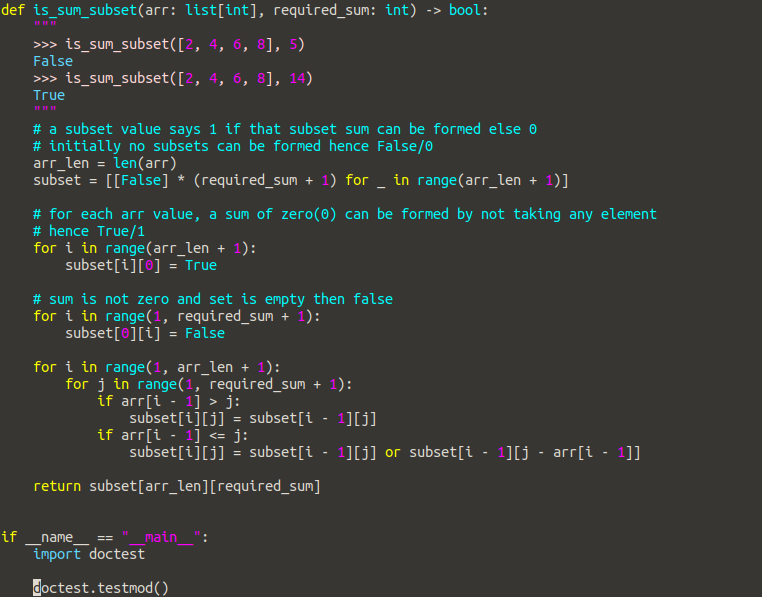 def is_sum_subset(arr: list[int], required_sum: int) -> bool:
    """
    >>> is_sum_subset([2, 4, 6, 8], 5)
    False
    >>> is_sum_subset([2, 4, 6, 8], 14)
    True
    """
    # a subset value says 1 if that subset sum can be formed else 0
    # initially no subsets can be formed hence False/0
    arr_len = len(arr)
    subset = [[False] * (required_sum + 1) for _ in range(arr_len + 1)]

    # for each arr value, a sum of zero(0) can be formed by not taking any element
    # hence True/1
    for i in range(arr_len + 1):
        subset[i][0] = True

    # sum is not zero and set is empty then false
    for i in range(1, required_sum + 1):
        subset[0][i] = False

    for i in range(1, arr_len + 1):
        for j in range(1, required_sum + 1):
            if arr[i - 1] > j:
                subset[i][j] = subset[i - 1][j]
            if arr[i - 1] <= j:
                subset[i][j] = subset[i - 1][j] or subset[i - 1][j - arr[i - 1]]

    return subset[arr_len][required_sum]


if __name__ == "__main__":
    import doctest

    doctest.testmod()